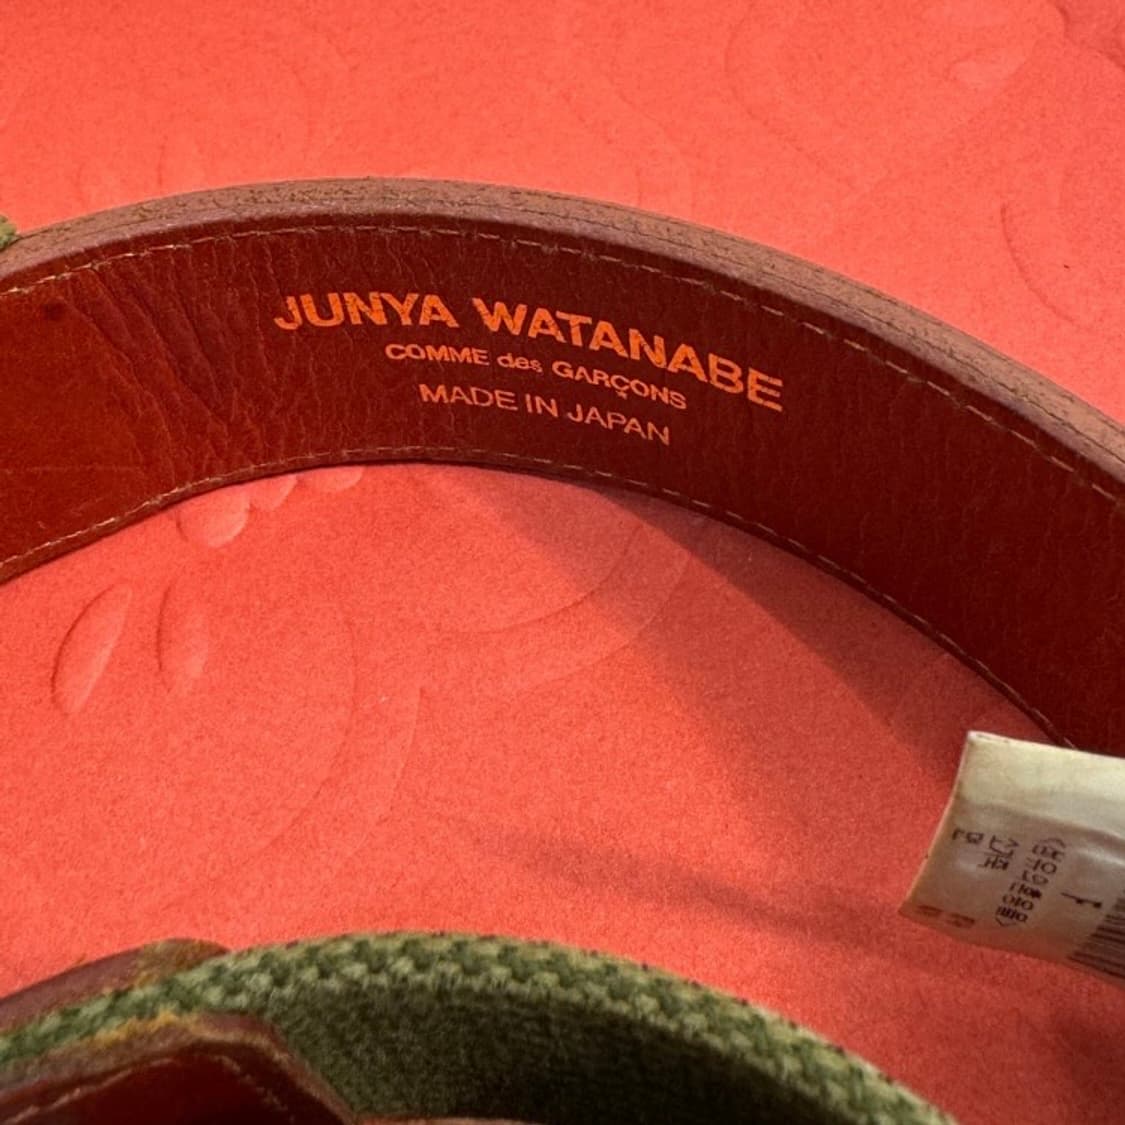 JUNYA WATANABE
COMME des GARÇONS
MADE IN JAPAN